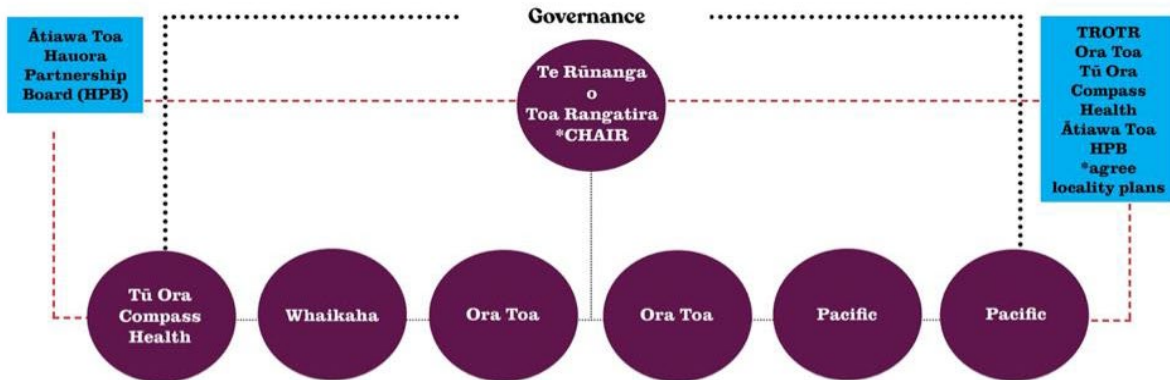 Governance
Ātiawa Toa
Hauora
Partnership
Board (HPB)
Te Rūnanga
o
Toa Rangatira
*CHAIR
TROTR
Ora Toa
Tū Ora
Compass
Health
Ātiawa Toa
HPB
*agree
locality plans
Tū Ora
Compass
Health
Whaikaha
Ora Toa
Ora Toa
Pacific
Pacific